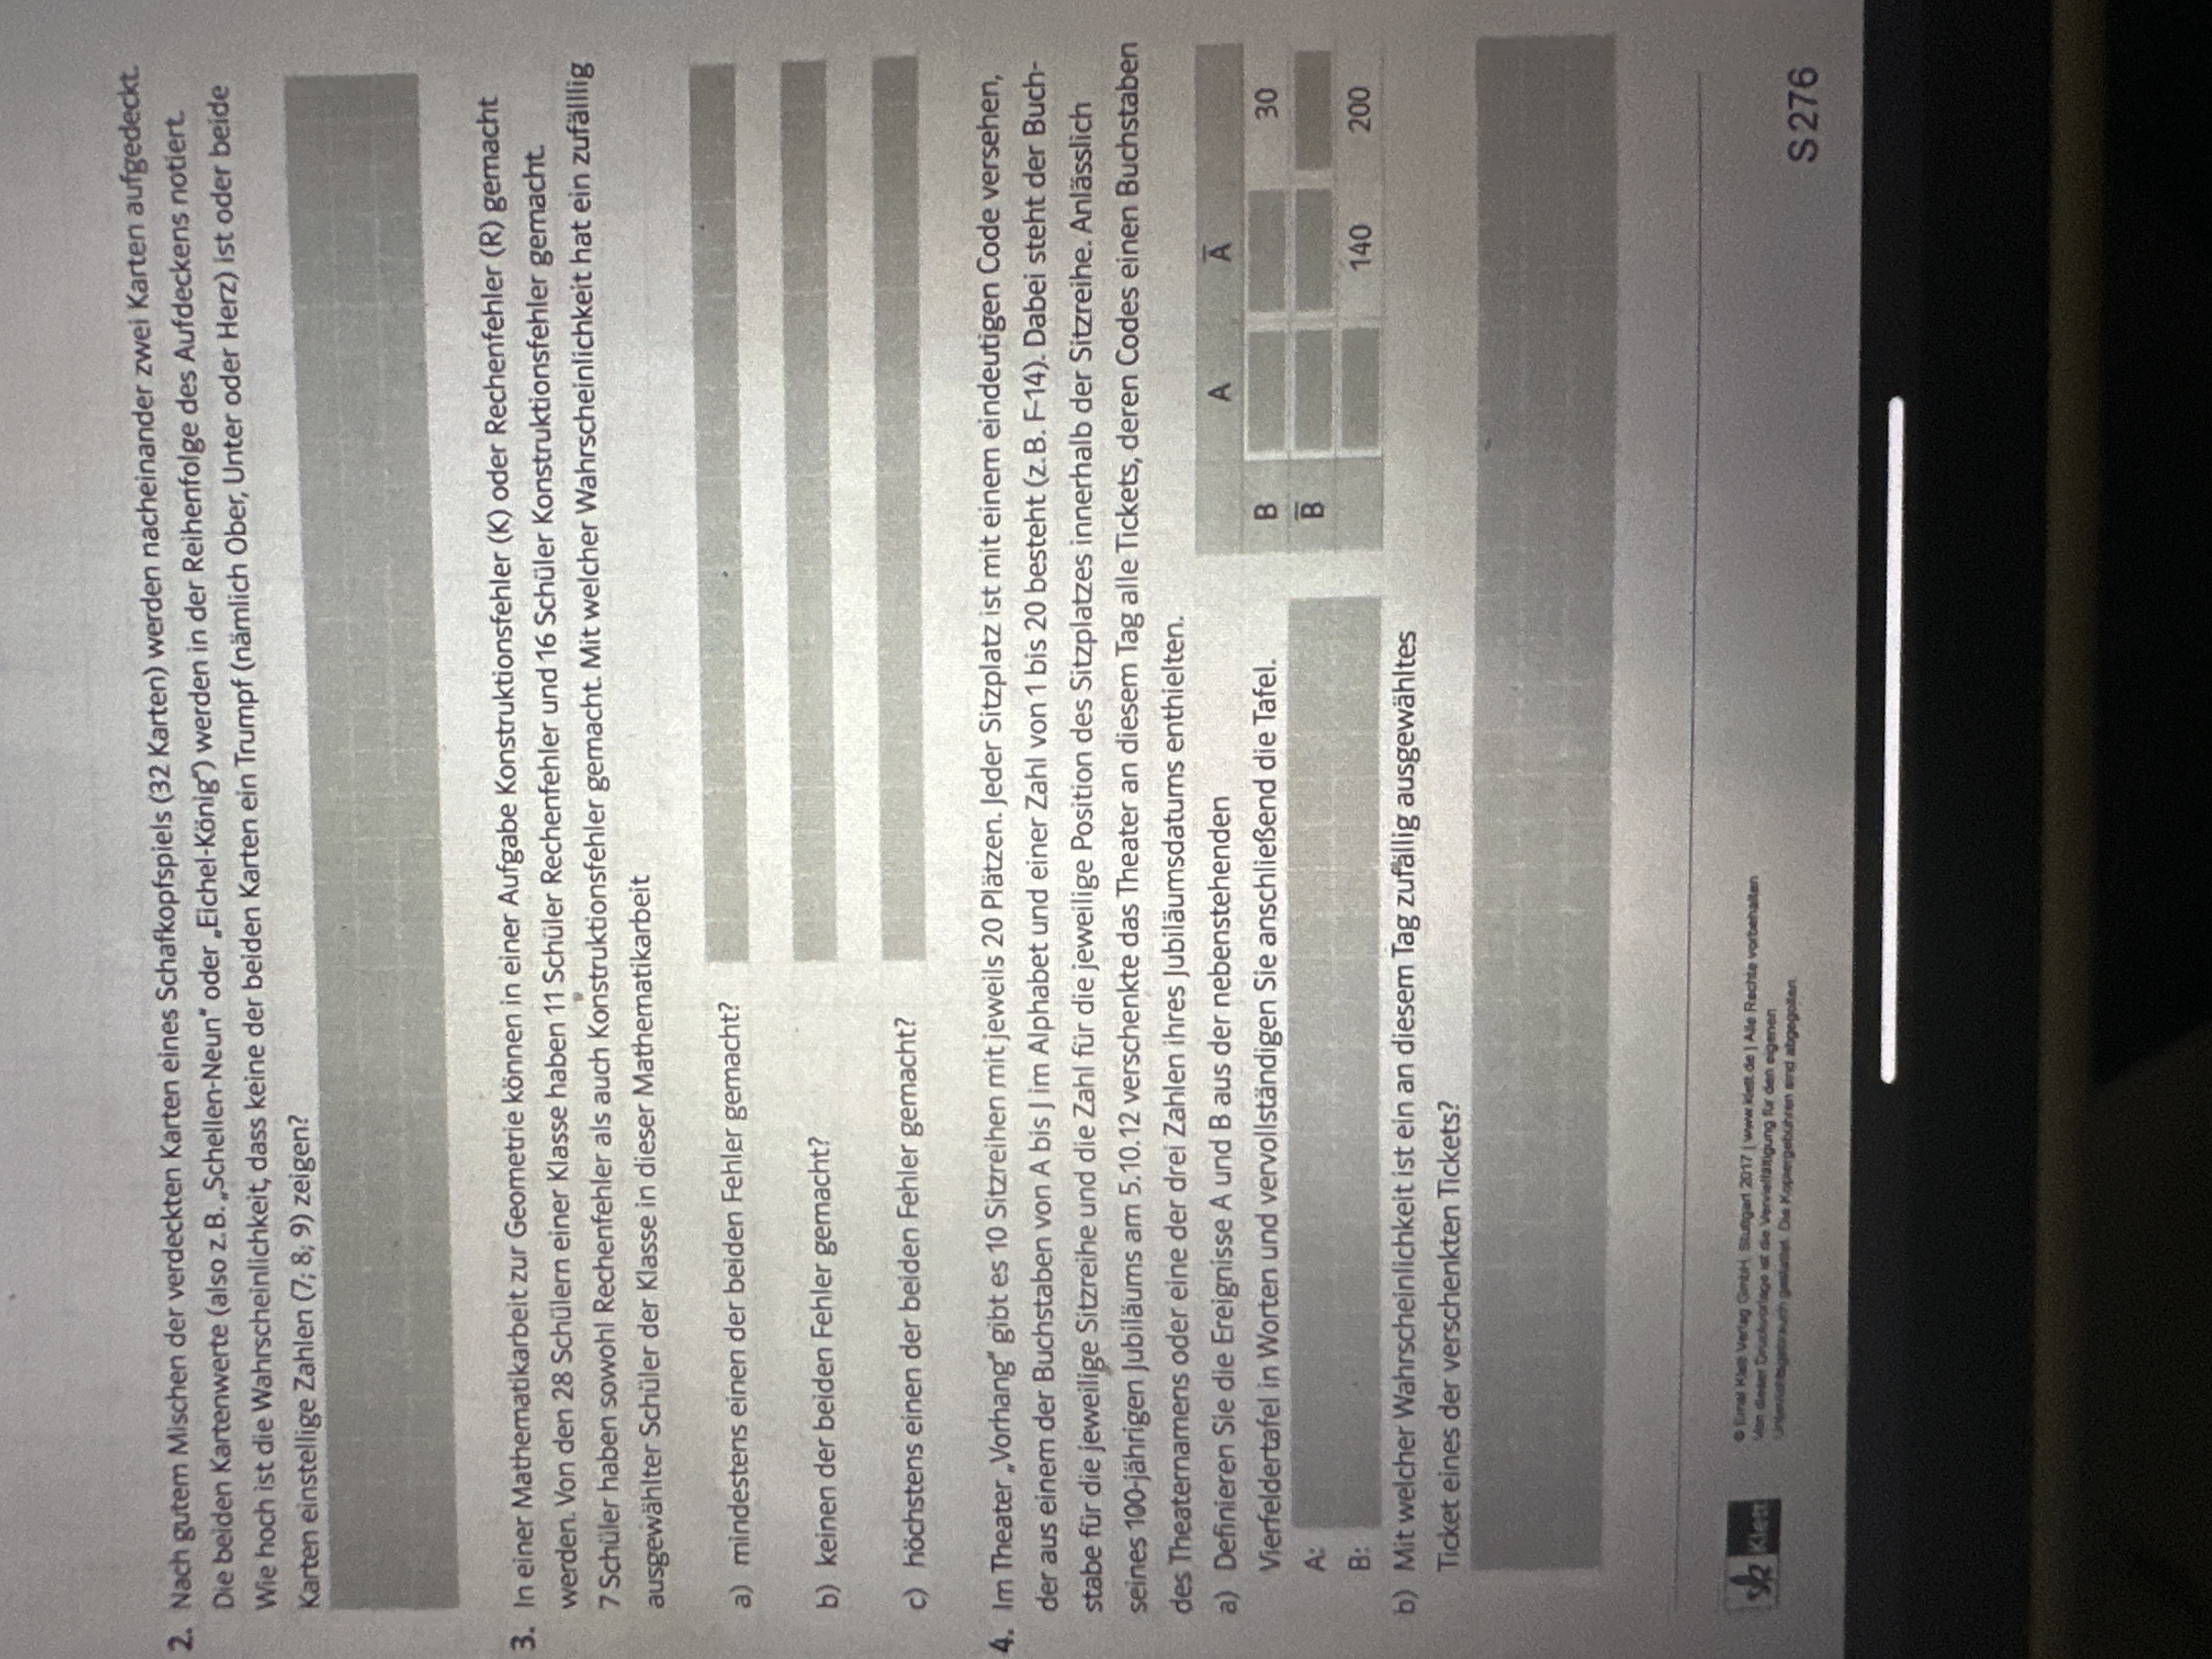 2. Nach gutem Mischen der verdeckten Karten eines Schafkopfspiels (32 Karten) werden nacheinander zwei Karten aufgedeckt.
Die beiden Kartenwerte (also z.B. „Schellen-Neun“ oder „Eichel-König“) werden in der Reihenfolge des Aufdeckens notiert.
Wie hoch ist die Wahrscheinlichkeit, dass keine der beiden Karten ein Trumpf (nämlich Ober, Unter oder Herz) ist oder beide
Karten einstellige Zahlen (7; 8; 9) zeigen?
3. In einer Mathematikarbeit zur Geometrie können in einer Aufgabe Konstruktionsfehler (K) oder Rechenfehler (R) gemacht
werden. Von den 28 Schülern einer Klasse haben 11 Schüler Rechenfehler und 16 Schüler Konstruktionsfehler gemacht.
7 Schüler haben sowohl Rechenfehler als auch Konstruktionsfehler gemacht. Mit welcher Wahrscheinlichkeit hat ein zufälllig
ausgewählter Schüler der Klasse in dieser Mathematikarbeit
a) mindestens einen der beiden Fehler gemacht?
b) keinen der beiden Fehler gemacht?
c) höchstens einen der beiden Fehler gemacht?
4. Im Theater „Vorhang“ gibt es 10 Sitzreihen mit jeweils 20 Plätzen. Jeder Sitzplatz ist mit einem eindeutigen Code versehen,
der aus einem der Buchstaben von A bis J im Alphabet und einer Zahl von 1 bis 20 besteht (z.B. F-14). Dabei steht der Buch-
stabe für die jeweilige Sitzreihe und die Zahl für die jeweilige Position des Sitzplatzes innerhalb der Sitzreihe. Anlässlich
seines 100-jährigen Jubiläums am 5.10.12 verschenkte das Theater an diesem Tag alle Tickets, deren Codes einen Buchstaben
des Theaternamens oder eine der drei Zahlen ihres Jubiläumsdatums enthielten.
a) Definieren Sie die Ereignisse A und B aus der nebenstehenden
Vierfeldertafel in Worten und vervollständigen Sie anschließend die Tafel.
A:
B:
A Ā
B 30
B̄
140 200
b) Mit welcher Wahrscheinlichkeit ist ein an diesem Tag zufällig ausgewähltes
Ticket eines der verschenkten Tickets?
Klett
© Ernst Klett Verlag GmbH, Stuttgart 2017 | www.klett.de | Alle Rechte vorbehalten
Von dieser Druckvorlage ist die Vervielfältigung für den eigenen
Unterrichtsgebrauch gestattet. Die Kopiergebühren sind abgegolten.
S 276